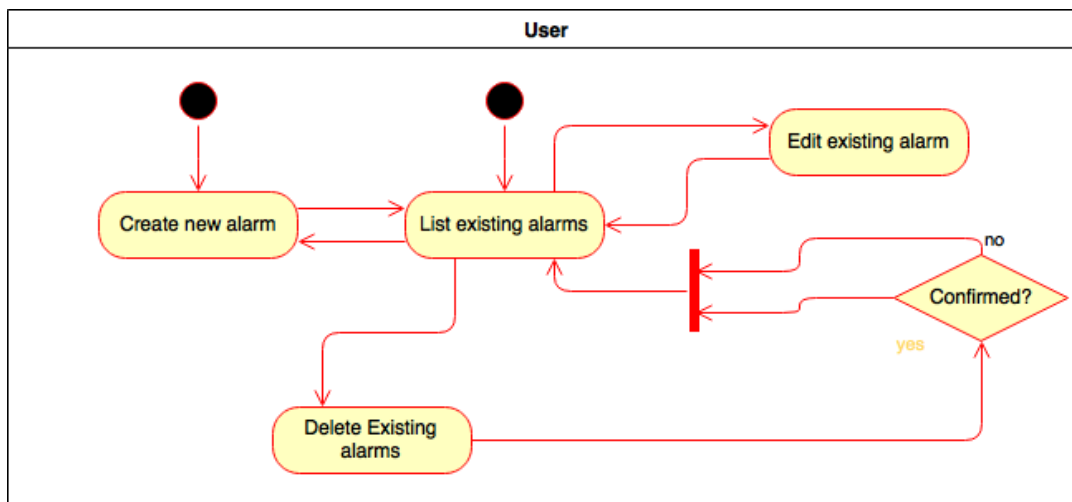 User
Edit existing alarm
Create new alarm
List existing alarms
no
Confirmed?
yes
Delete Existing
alarms